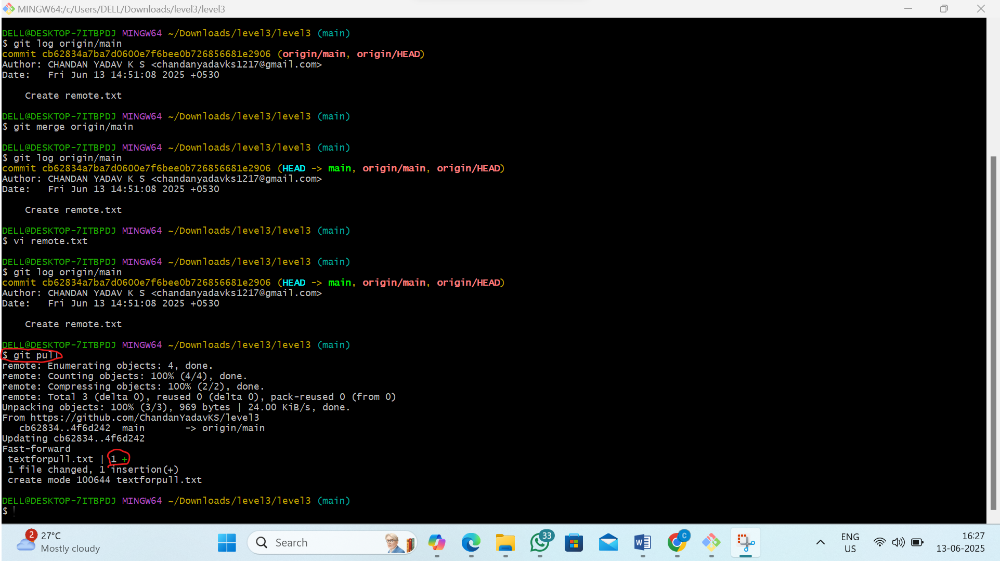 MINGW64:/c/Users/DELL/Downloads/level3/level3
DELL@DESKTOP-7ITBPDJ MINGW64 ~/Downloads/level3/level3 (main)
$ git log origin/main
commit cb62834a7ba7d0600e7f6bee0b726856681e2906 (origin/main, origin/HEAD)
Author: CHANDAN YADAV K S <chandanyadavks1217@gmail.com>
Date:   Fri Jun 13 14:51:08 2025 +0530
    Create remote.txt
DELL@DESKTOP-7ITBPDJ MINGW64 ~/Downloads/level3/level3 (main)
$ git merge origin/main
DELL@DESKTOP-7ITBPDJ MINGW64 ~/Downloads/level3/level3 (main)
$ git log origin/main
commit cb62834a7ba7d0600e7f6bee0b726856681e2906 (HEAD -> main, origin/main, origin/HEAD)
Author: CHANDAN YADAV K S <chandanyadavks1217@gmail.com>
Date:   Fri Jun 13 14:51:08 2025 +0530
    Create remote.txt
DELL@DESKTOP-7ITBPDJ MINGW64 ~/Downloads/level3/level3 (main)
$ vi remote.txt
DELL@DESKTOP-7ITBPDJ MINGW64 ~/Downloads/level3/level3 (main)
$ git log origin/main
commit cb62834a7ba7d0600e7f6bee0b726856681e2906 (HEAD -> main, origin/main, origin/HEAD)
Author: CHANDAN YADAV K S <chandanyadavks1217@gmail.com>
Date:   Fri Jun 13 14:51:08 2025 +0530
    Create remote.txt
DELL@DESKTOP-7ITBPDJ MINGW64 ~/Downloads/level3/level3 (main)
$ git pull
remote: Enumerating objects: 4, done.
remote: Counting objects: 100% (4/4), done.
remote: Compressing objects: 100% (2/2), done.
remote: Total 3 (delta 0), reused 0 (delta 0), pack-reused 0 (from 0)
Unpacking objects: 100% (3/3), 969 bytes | 24.00 KiB/s, done.
From https://github.com/ChandanYadavKS/level3
   cb62834..4f6d242  main       -> origin/main
Updating cb62834..4f6d242
Fast-forward
 textforpull.txt | 1 +
 1 file changed, 1 insertion(+)
 create mode 100644 textforpull.txt
DELL@DESKTOP-7ITBPDJ MINGW64 ~/Downloads/level3/level3 (main)
$
2
27°C
Mostly cloudy
Search
33
C
ENG
US
16:27
13-06-2025